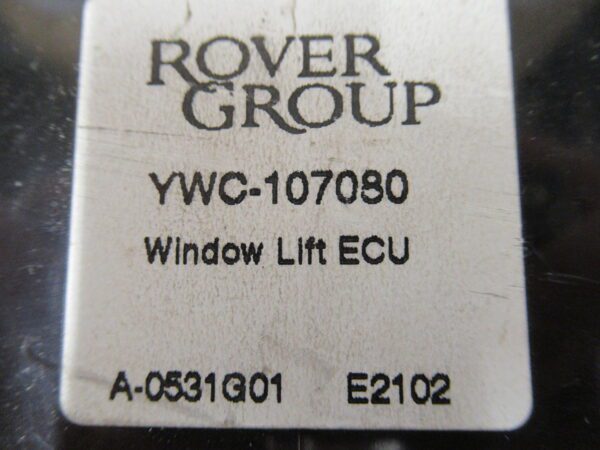 ROVER
GROUP
YWC-107080
Window Lift ECU
A-0531G01 E2102